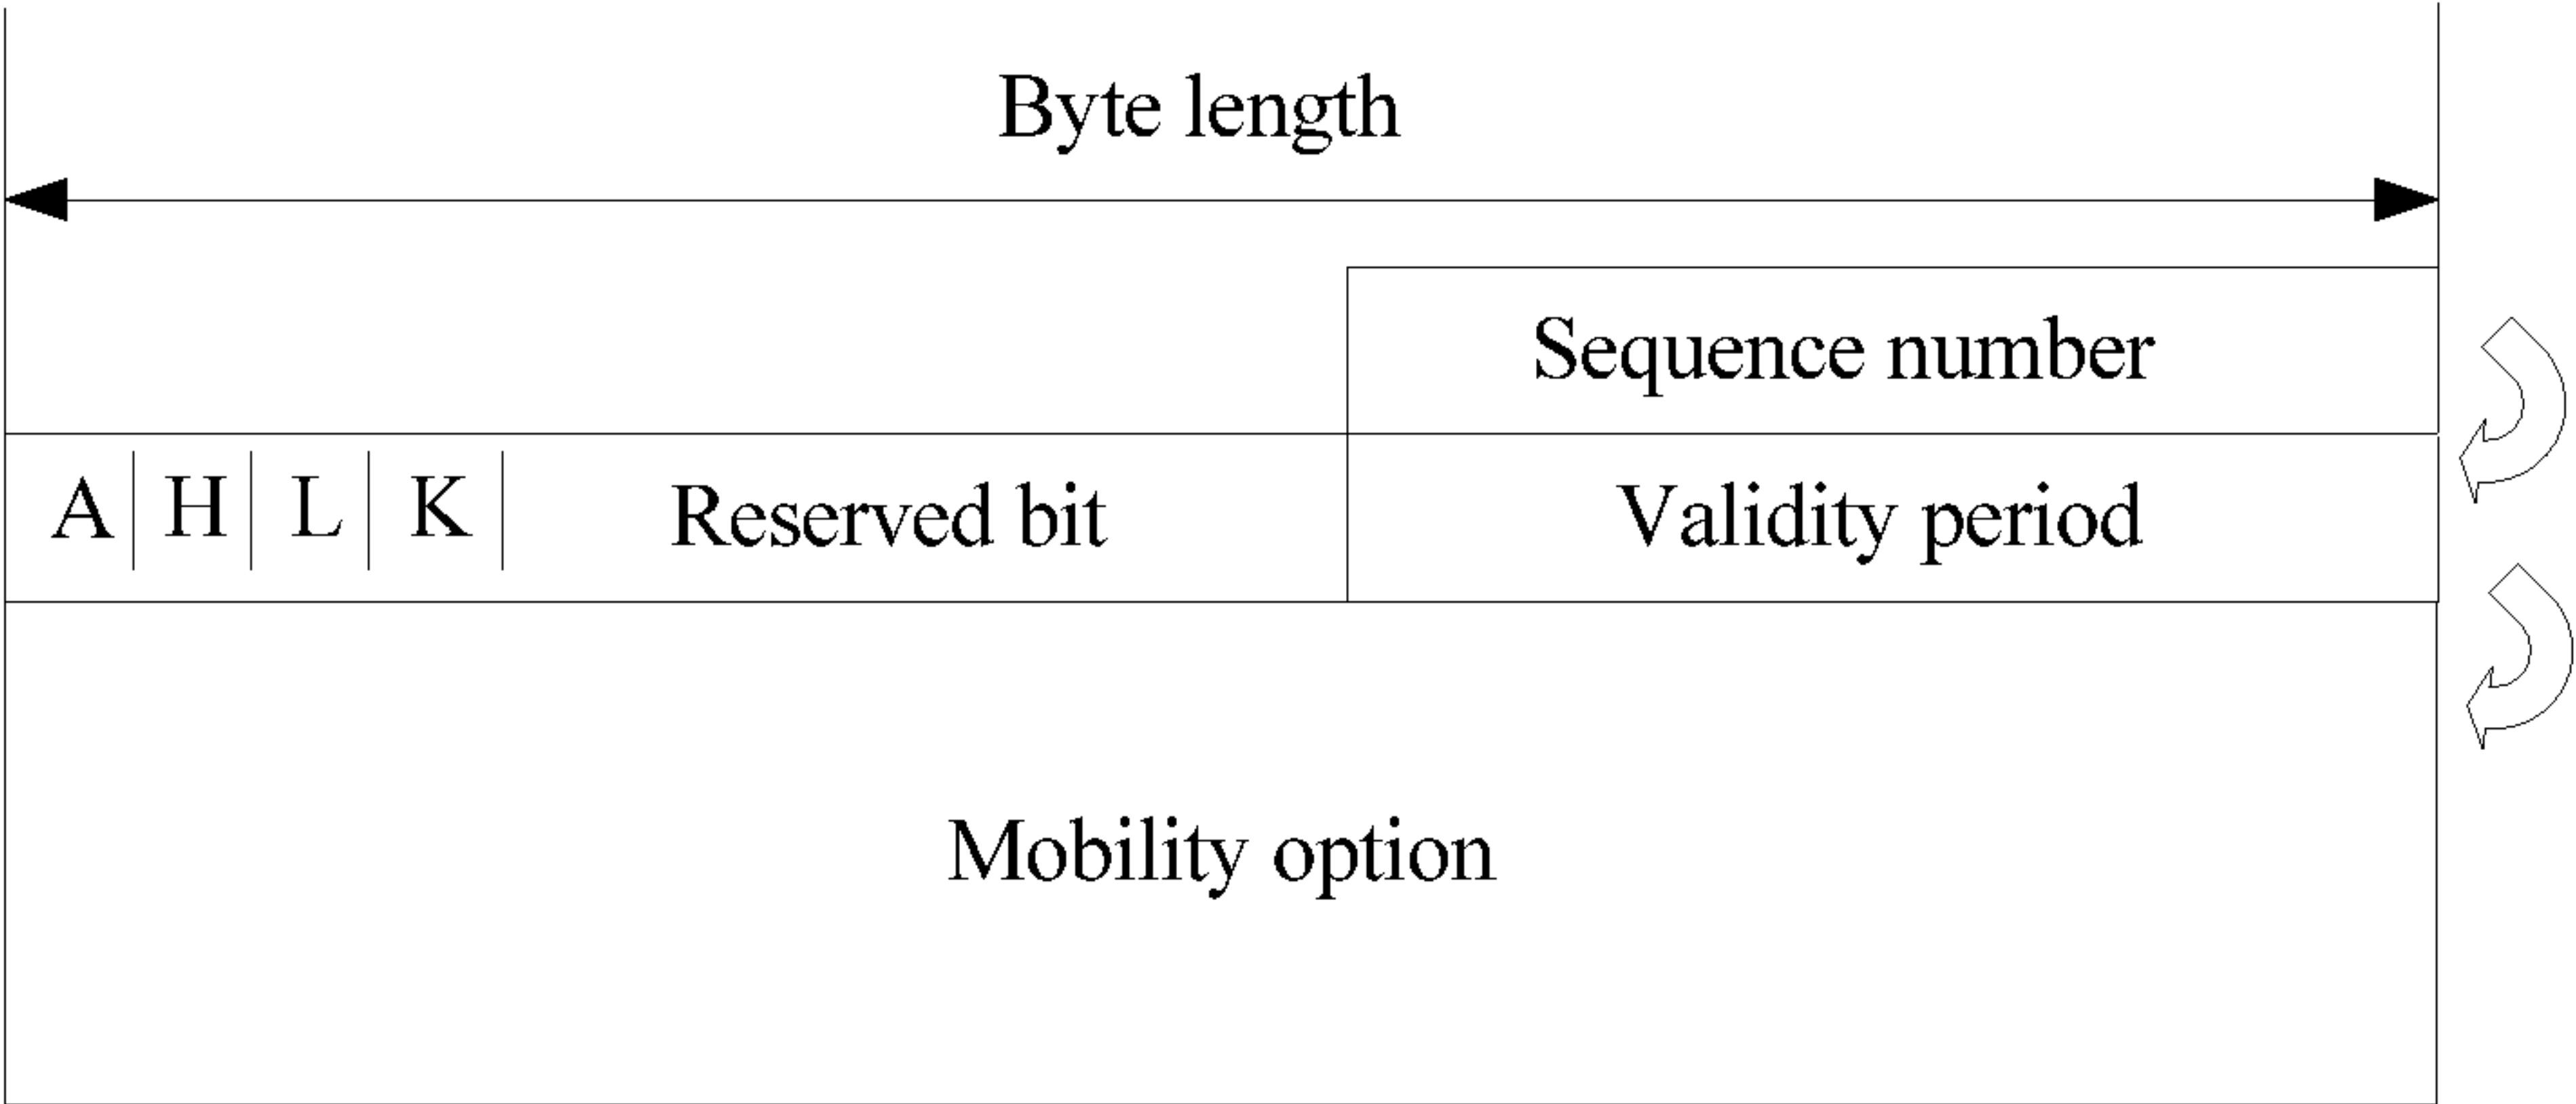 Byte length
Sequence number
A H L K Reserved bit Validity period
Mobility option